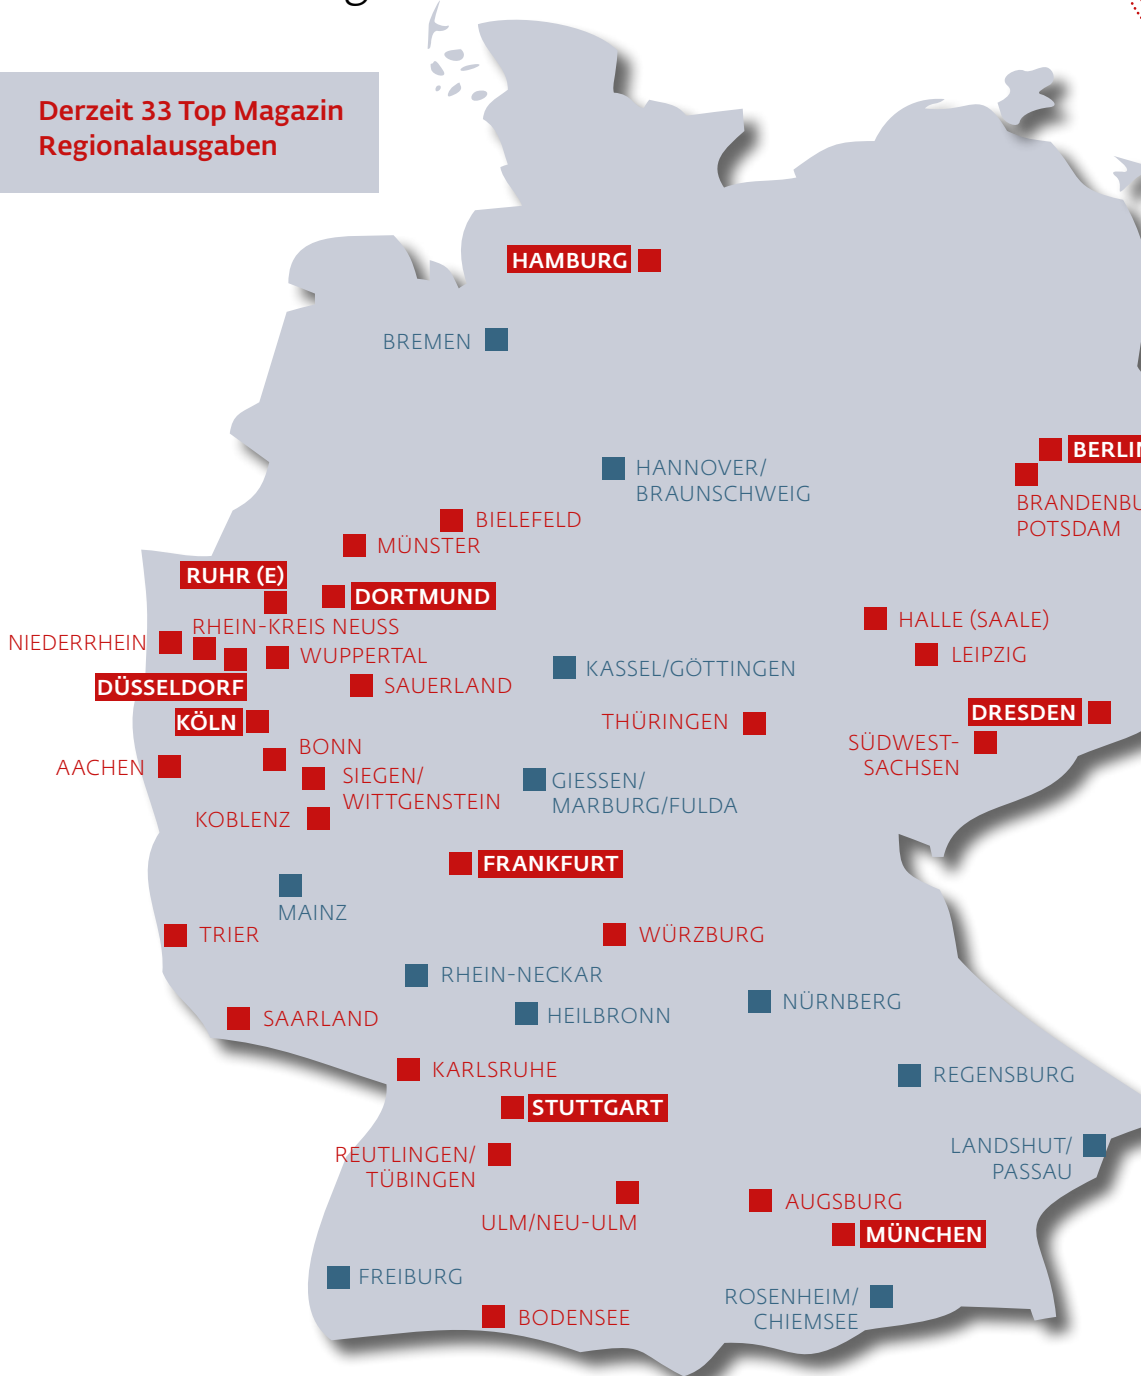 Derzeit 33 Top Magazin
Regionalausgaben
HAMBURG
BREMEN
HANNOVER/
BRAUNSCHWEIG
BERLIN
BRANDENBU
POTSDAM
BIELEFELD
MÜNSTER
RUHR (E)
DORTMUND
HALLE (SAALE)
RHEIN-KREIS NEUSS
NIEDERRHEIN
WUPPERTAL
LEIPZIG
KASSEL/GÖTTINGEN
DÜSSELDORF
SAUERLAND
KÖLN
THÜRINGEN
DRESDEN
SÜDWEST-
SACHSEN
BONN
AACHEN
SIEGEN/
WITTGENSTEIN
GIESSEN/
MARBURG/FULDA
KOBLENZ
FRANKFURT
MAINZ
TRIER
WÜRZBURG
RHEIN-NECKAR
NÜRNBERG
HEILBRONN
SAARLAND
KARLSRUHE
REGENSBURG
STUTTGART
REUTLINGEN/
TÜBINGEN
LANDSHUT/
PASSAU
AUGSBURG
ULM/NEU-ULM
MÜNCHEN
FREIBURG
ROSENHEIM/
CHIEMSEE
BODENSEE